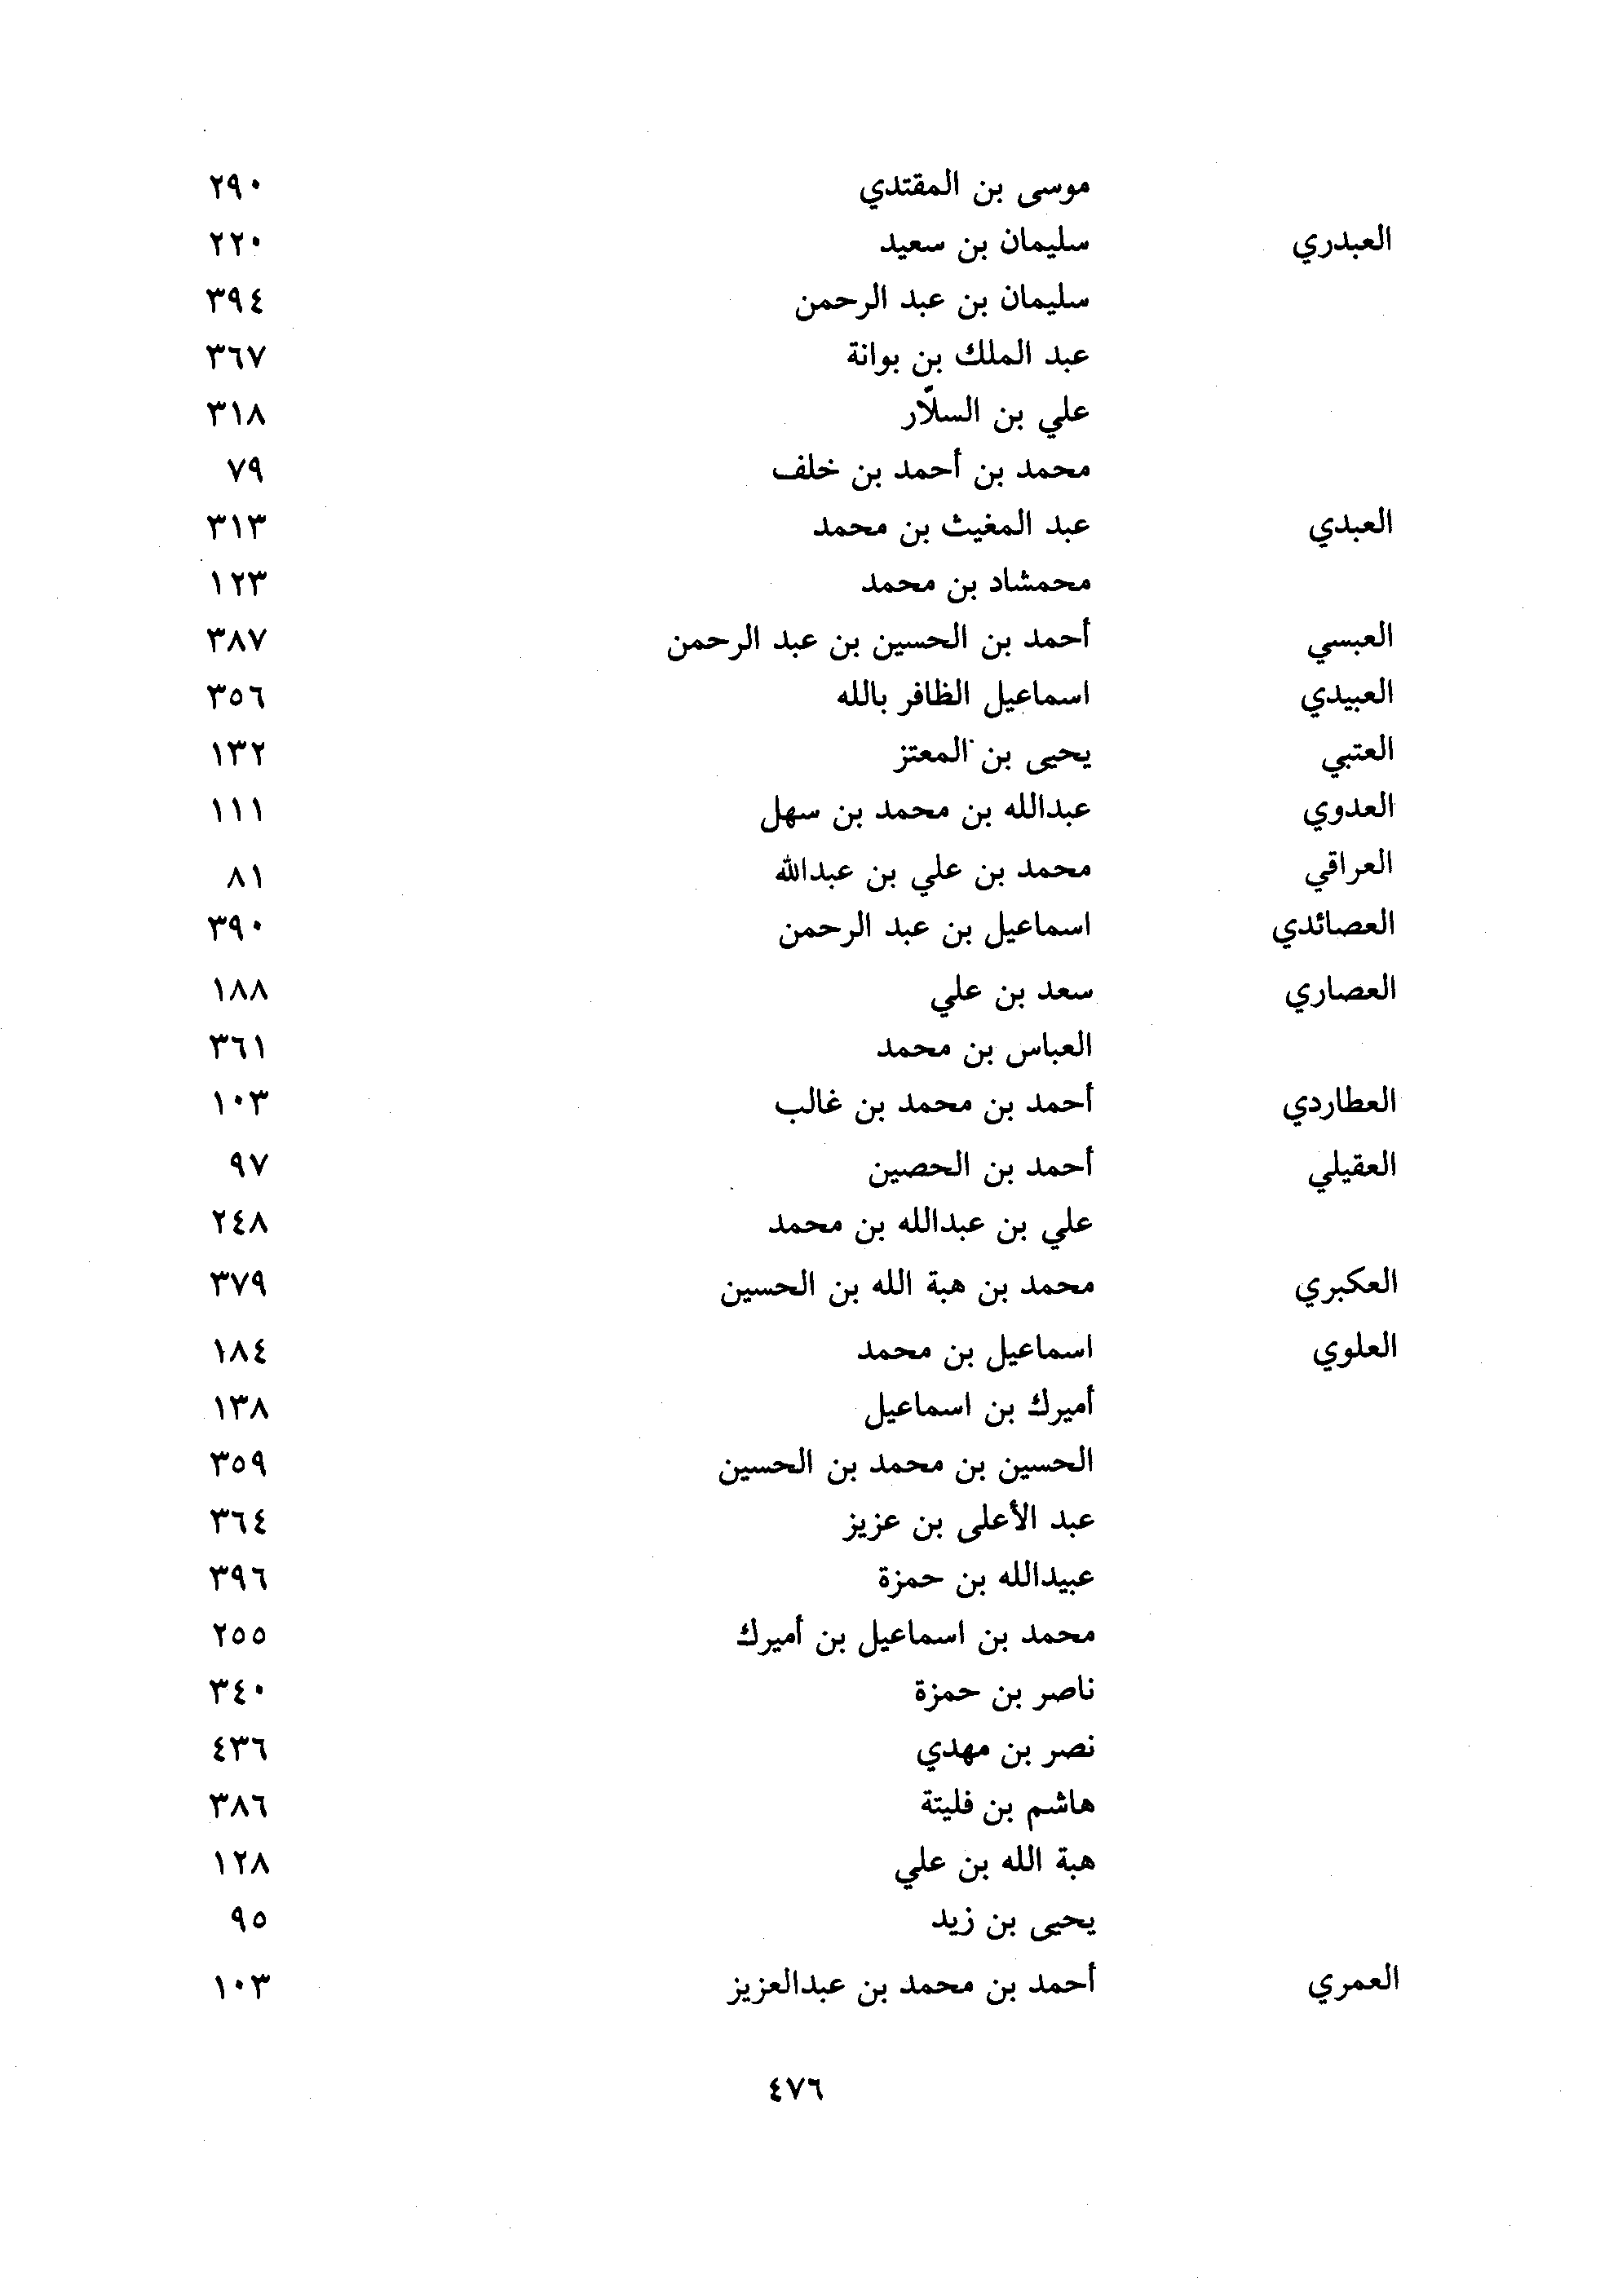 موسى بن المقتدي ٢٩٠
العبدري سليمان بن سعيد ٢٢٠
سليمان بن عبد الرحمن ٣٩٤
عبد الملك بن بوانة ٣٦٧
علي بن السلاّر ٣١٨
محمد بن أحمد بن خلف ٧٩
العبدي عبد المغيث بن محمد ٣١٣
محمشاد بن محمد ١٢٣
العبسي أحمد بن الحسين بن عبد الرحمن ٣٨٧
العبيدي اسماعيل الظافر بالله ٣٥٦
العتبي يحيى بن المعتز ١٣٢
العدوي عبدالله بن محمد بن سهل ١١١
العراقي محمد بن علي بن عبدالله ٨١
العصائدي اسماعيل بن عبد الرحمن ٣٩٠
العصاري سعد بن علي ١٨٨
العباس بن محمد ٣٦١
العطاردي أحمد بن محمد بن غالب ١٠٣
العقيلي أحمد بن الحصين ٩٧
علي بن عبدالله بن محمد ٢٤٨
العكبري محمد بن هبة الله بن الحسين ٣٧٩
العلوي اسماعيل بن محمد ١٨٤
أميرك بن اسماعيل ١٣٨
الحسين بن محمد بن الحسين ٣٥٩
عبد الأعلى بن عزيز ٣٦٤
عبيدالله بن حمزة ٣٩٦
محمد بن اسماعيل بن أميرك ٢٥٥
ناصر بن حمزة ٣٤٠
نصر بن مهدي ٤٣٦
هاشم بن فليتة ٣٨٦
هبة الله بن علي ١٢٨
يحيى بن زيد ٩٥
العمري أحمد بن محمد بن عبدالعزيز ١٠٣
٤٧٦